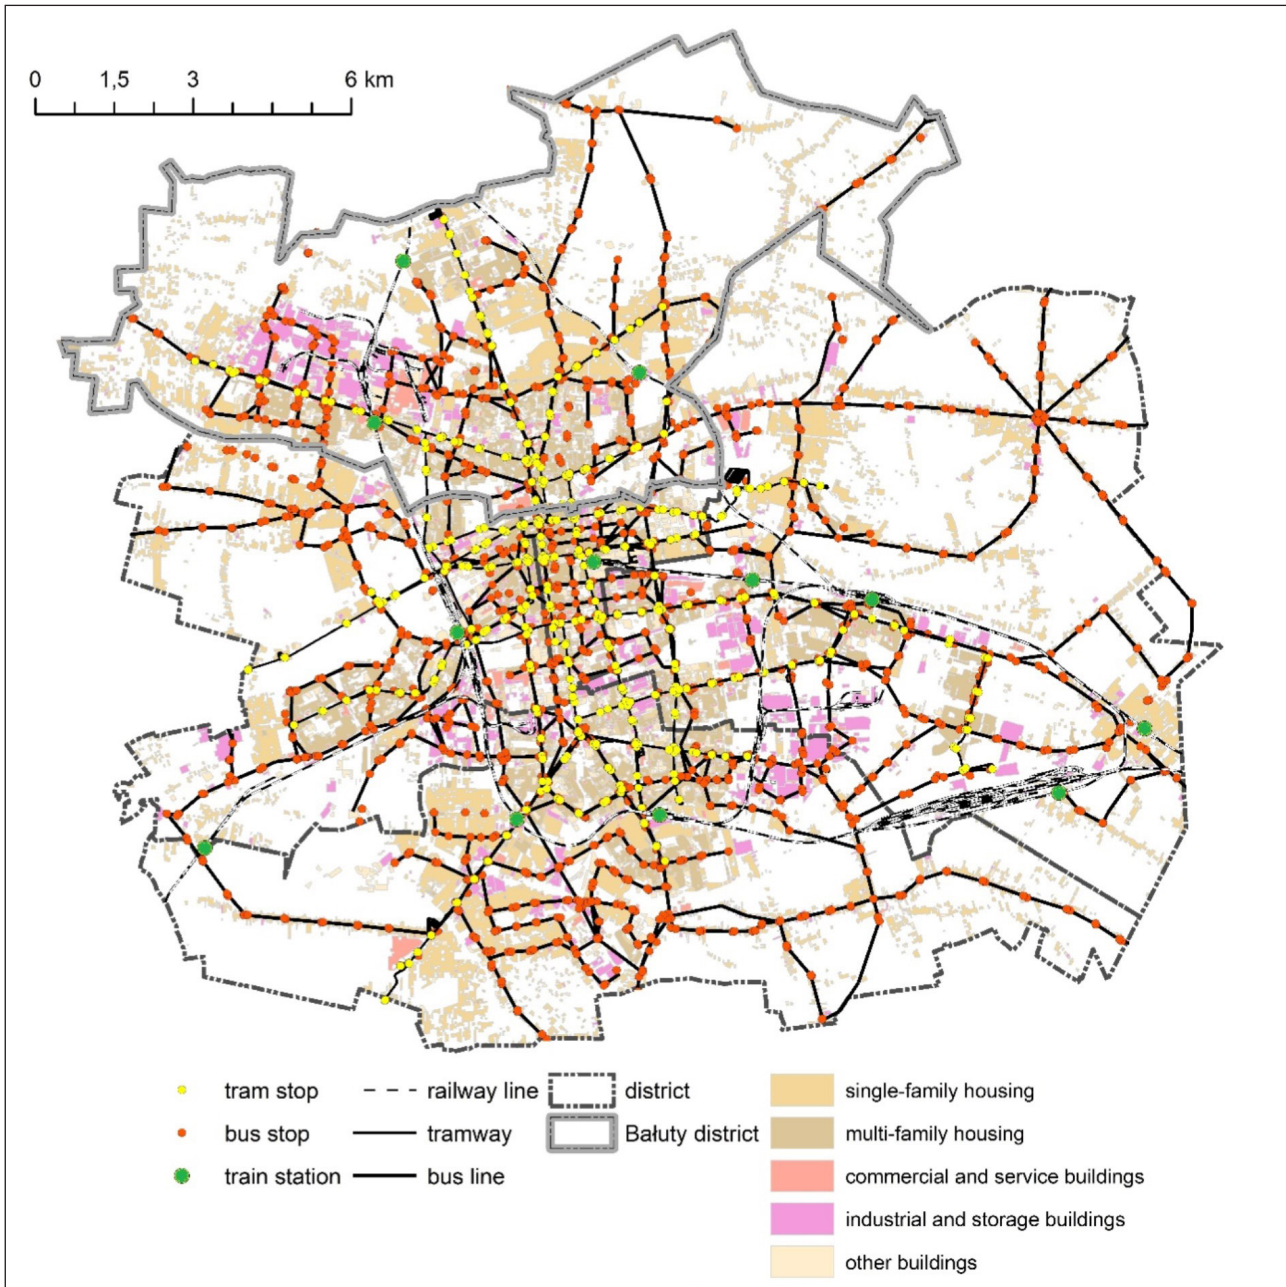 0 1,5 3 6 km
tram stop railway line district single-family housing
bus stop tramway Bałuty district multi-family housing
train station bus line commercial and service buildings
industrial and storage buildings
other buildings